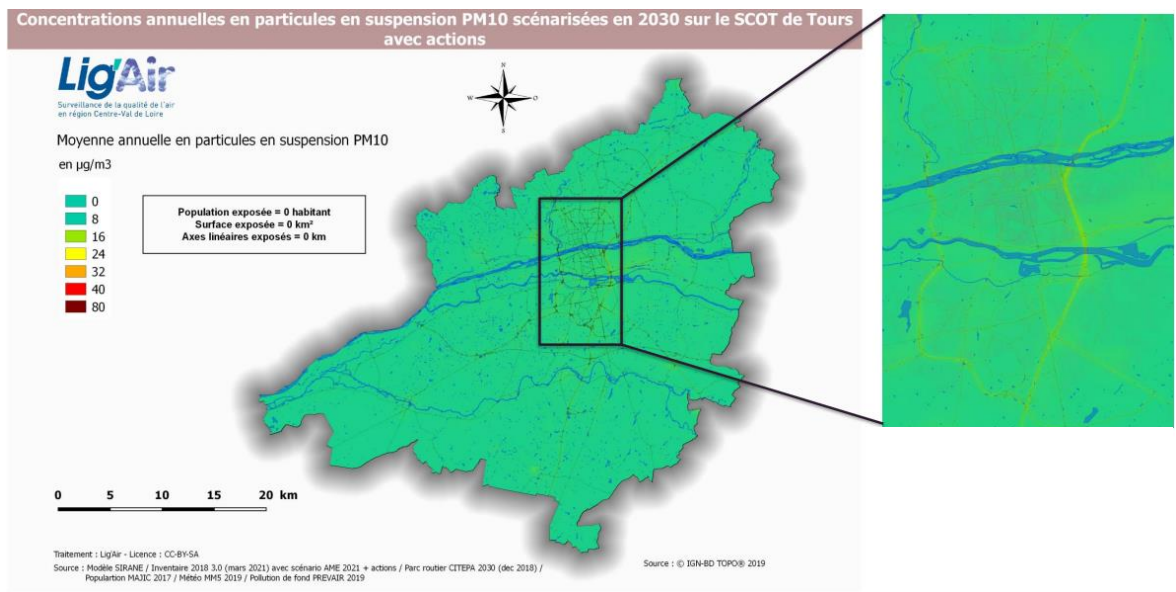 Concentrations annuelles en particules en suspension PM10 scénarisées en 2030 sur le SCOT de Tours
avec actions
Lig'Air
Surveillance de la qualité de l'air
en région Centre-Val de Loire
N
W
O
S
Moyenne annuelle en particules en suspension PM10
en µg/m3
0
8
16
24
32
40
80
Population exposée = 0 habitant
Surface exposée = 0 km²
Axes linéaires exposés = 0 km
0 5 10 15 20 km
Traitement : Lig'Air - Licence : CC-BY-SA
Source : Modèle SIRANE / Inventaire 2018 3.0 (mars 2021) avec scénario AME 2021 + actions / Parc routier CITEPA 2030 (dec 2018) /
Populartion MAJIC 2017 / Météo MM5 2019 / Pollution de fond PREVAIR 2019
Source : © IGN-BD TOPO® 2019